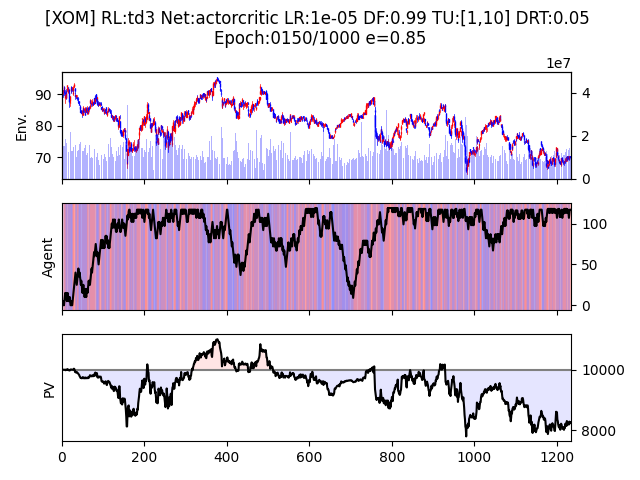 [XOM] RL:td3 Net:actorcritic LR:1e-05 DF:0.99 TU:[1,10] DRT:0.05
Epoch:0150/1000 e=0.85
1e7
Env.
90
80
70
4
2
0
Agent
100
50
0
PV
10000
8000
0 200 400 600 800 1000 1200